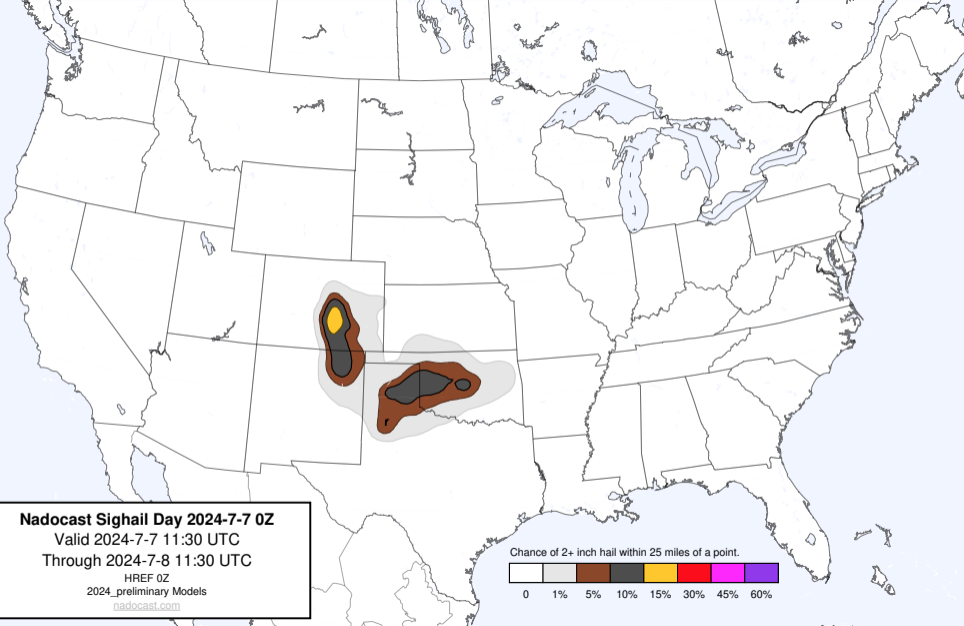 Nadocast Sighail Day 2024-7-7 0Z
Valid 2024-7-7 11:30 UTC
Through 2024-7-8 11:30 UTC
HREF 0Z
2024_preliminary Models
nadocast.com
Chance of 2+ inch hail within 25 miles of a point.
0 1% 5% 10% 15% 30% 45% 60%